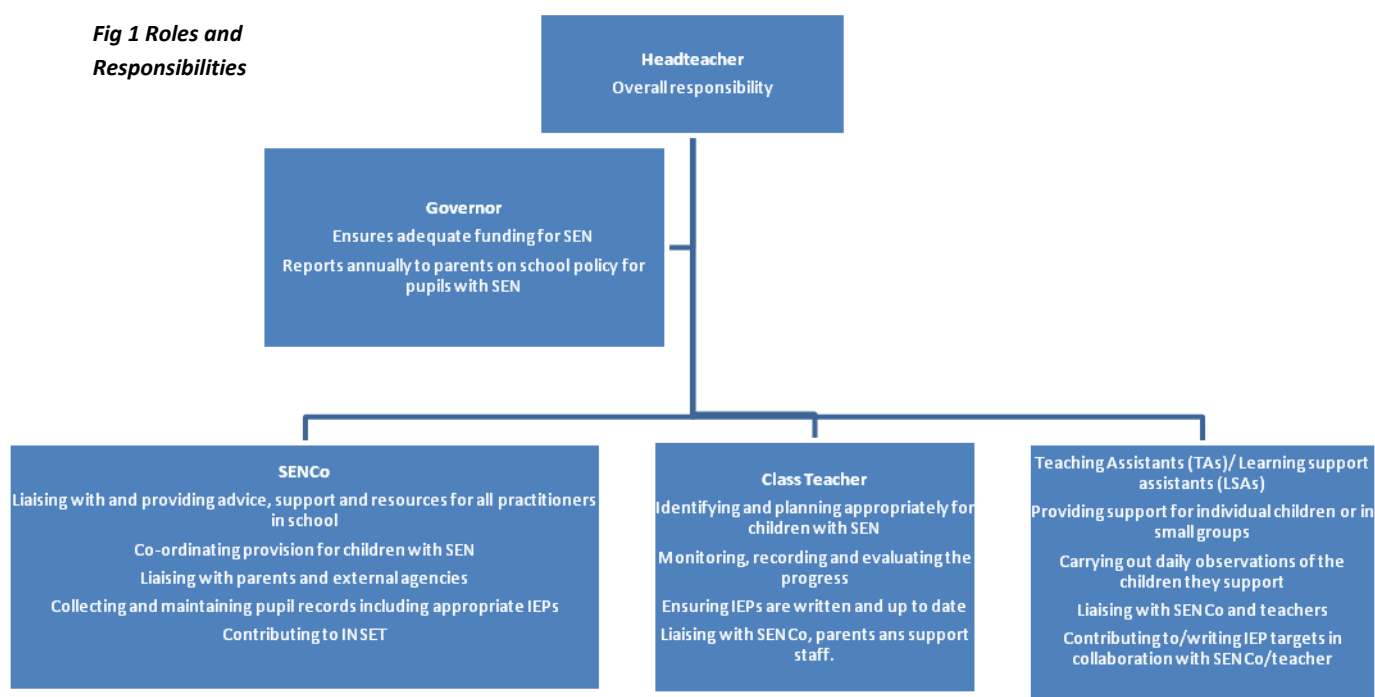 Fig 1 Roles and
Responsibilities
Headteacher
Overall responsibility
Governor
Ensures adequate funding for SEN
Reports annually to parents on school policy for
pupils with SEN
SENCo
Liaising with and providing advice, support and resources for all practitioners
in school
Co-ordinating provision for children with SEN
Liaising with parents and external agencies
Collecting and maintaining pupil records including appropriate IEPs
Contributing to INSET
Class Teacher
Identifying and planning appropriately for
children with SEN
Monitoring, recording and evaluating the
progress
Ensuring IEPs are written and up to date
Liaising with SENCo, parents ans support
staff.
Teaching Assistants (TAs)/ Learning support
assistants (LSAs)
Providing support for individual children or in
small groups
Carrying out daily observations of the
children they support
Liaising with SENCo and teachers
Contributing to/writing IEP targets in
collaboration with SENCo/teacher